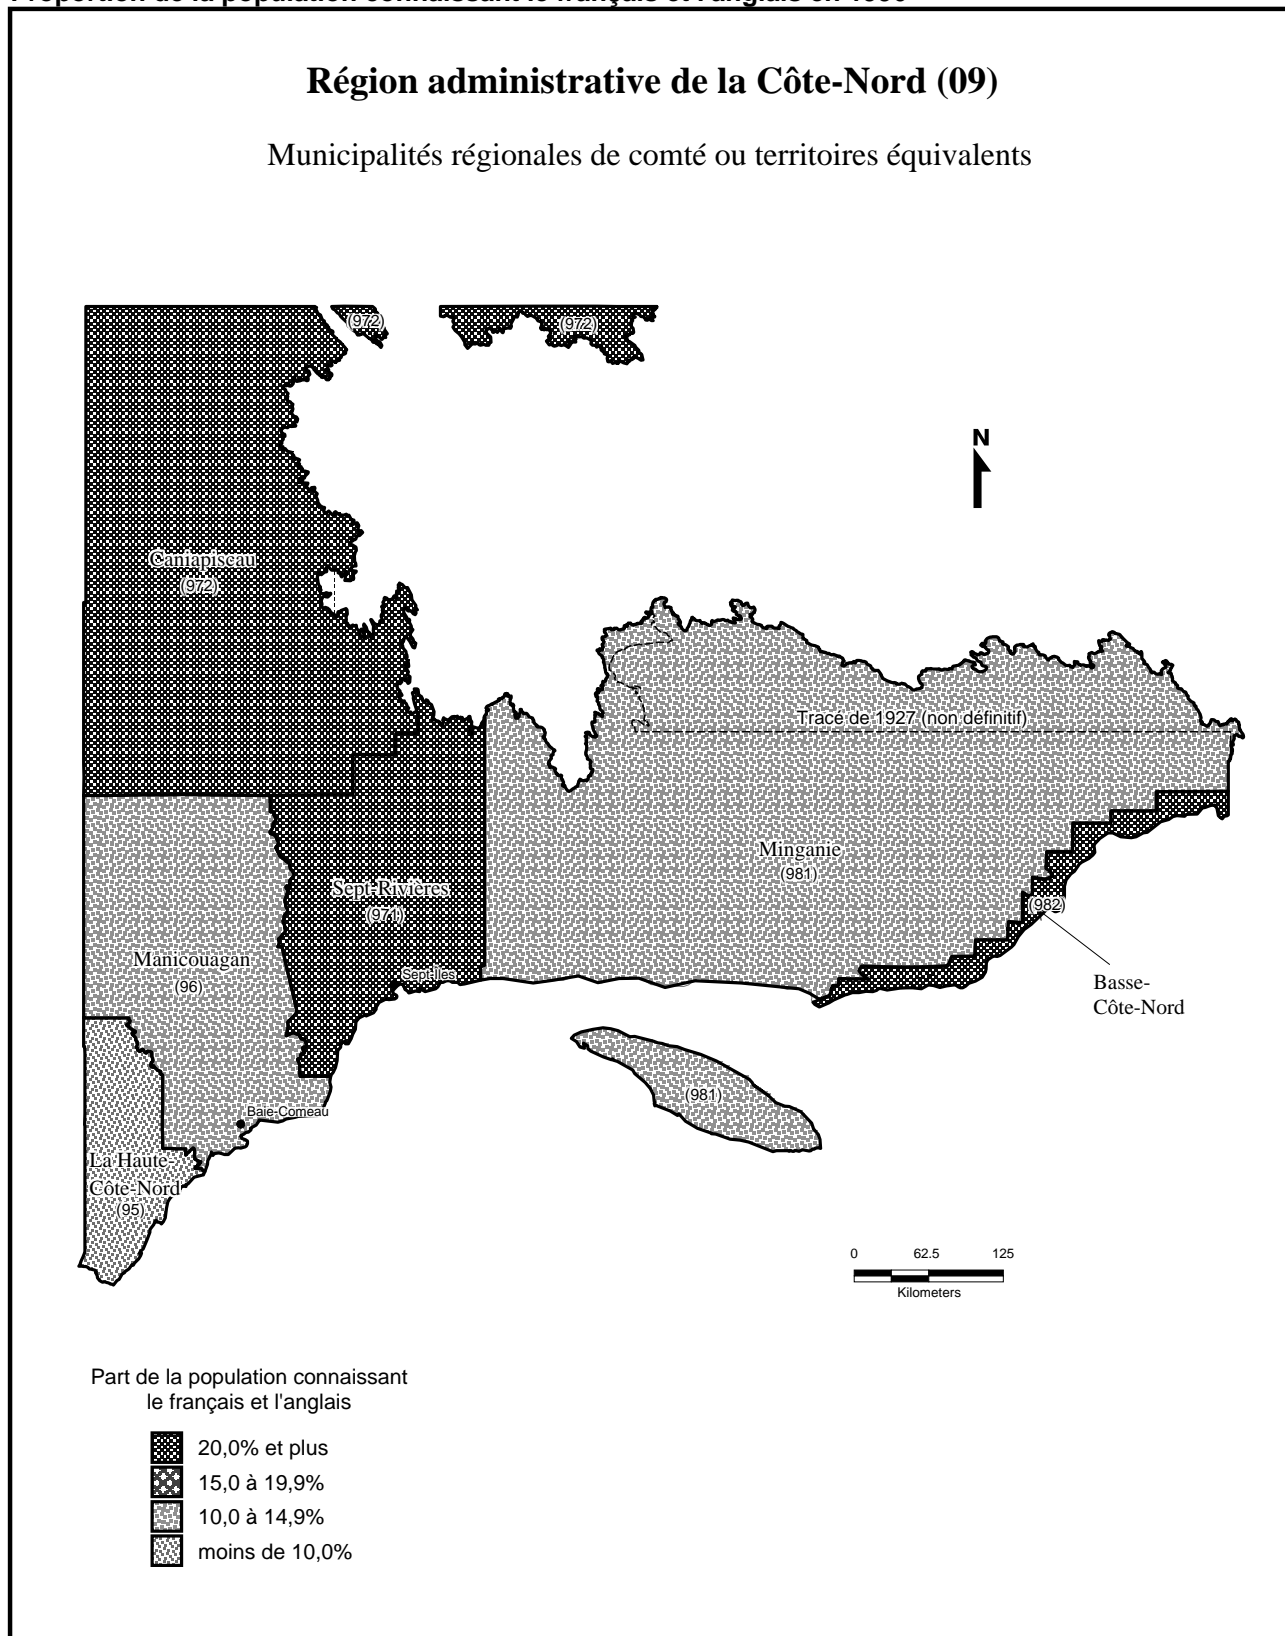 Région administrative de la Côte-Nord (09)
Municipalités régionales de comté ou territoires équivalents
(972)
(972)
N
Caniapiscau
(972)
Tracé de 1927 (non définitif)
Minganie
(981)
Sept-Rivières
(971)
(982)
Manicouagan
(96)
Sept-Îles
Basse-
Côte-Nord
(981)
Baie-Comeau
La Haute-
Côte-Nord
(95)
0 62.5 125
Kilometers
Part de la population connaissant
le français et l'anglais
20,0% et plus
15,0 à 19,9%
10,0 à 14,9%
moins de 10,0%